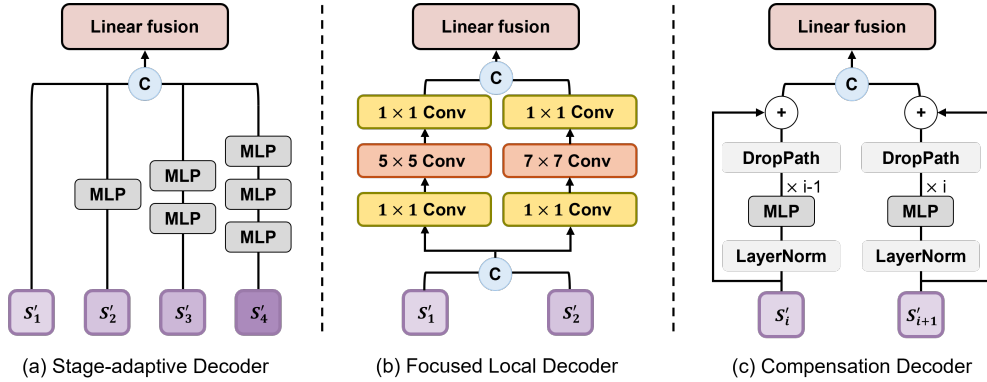 Linear fusion
C
MLP
MLP
MLP
MLP
MLP
MLP
S′₁
S′₂
S′₃
S′₄
(a) Stage-adaptive Decoder
Linear fusion
C
1 × 1 Conv
1 × 1 Conv
5 × 5 Conv
7 × 7 Conv
1 × 1 Conv
1 × 1 Conv
C
S′₁
S′₂
(b) Focused Local Decoder
Linear fusion
C
+
+
DropPath
DropPath
× i-1
× i
MLP
MLP
LayerNorm
LayerNorm
S′ᵢ
S′ᵢ₊₁
(c) Compensation Decoder